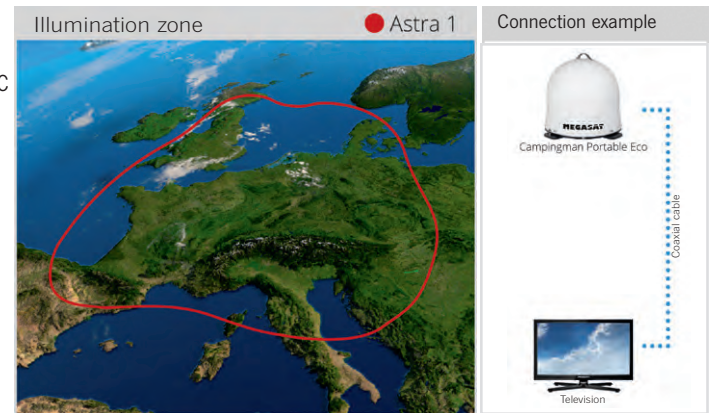 Illumination zone
Astra 1
Connection example
C
MEGASAT
Campingman Portable Eco
Coaxial cable
Television